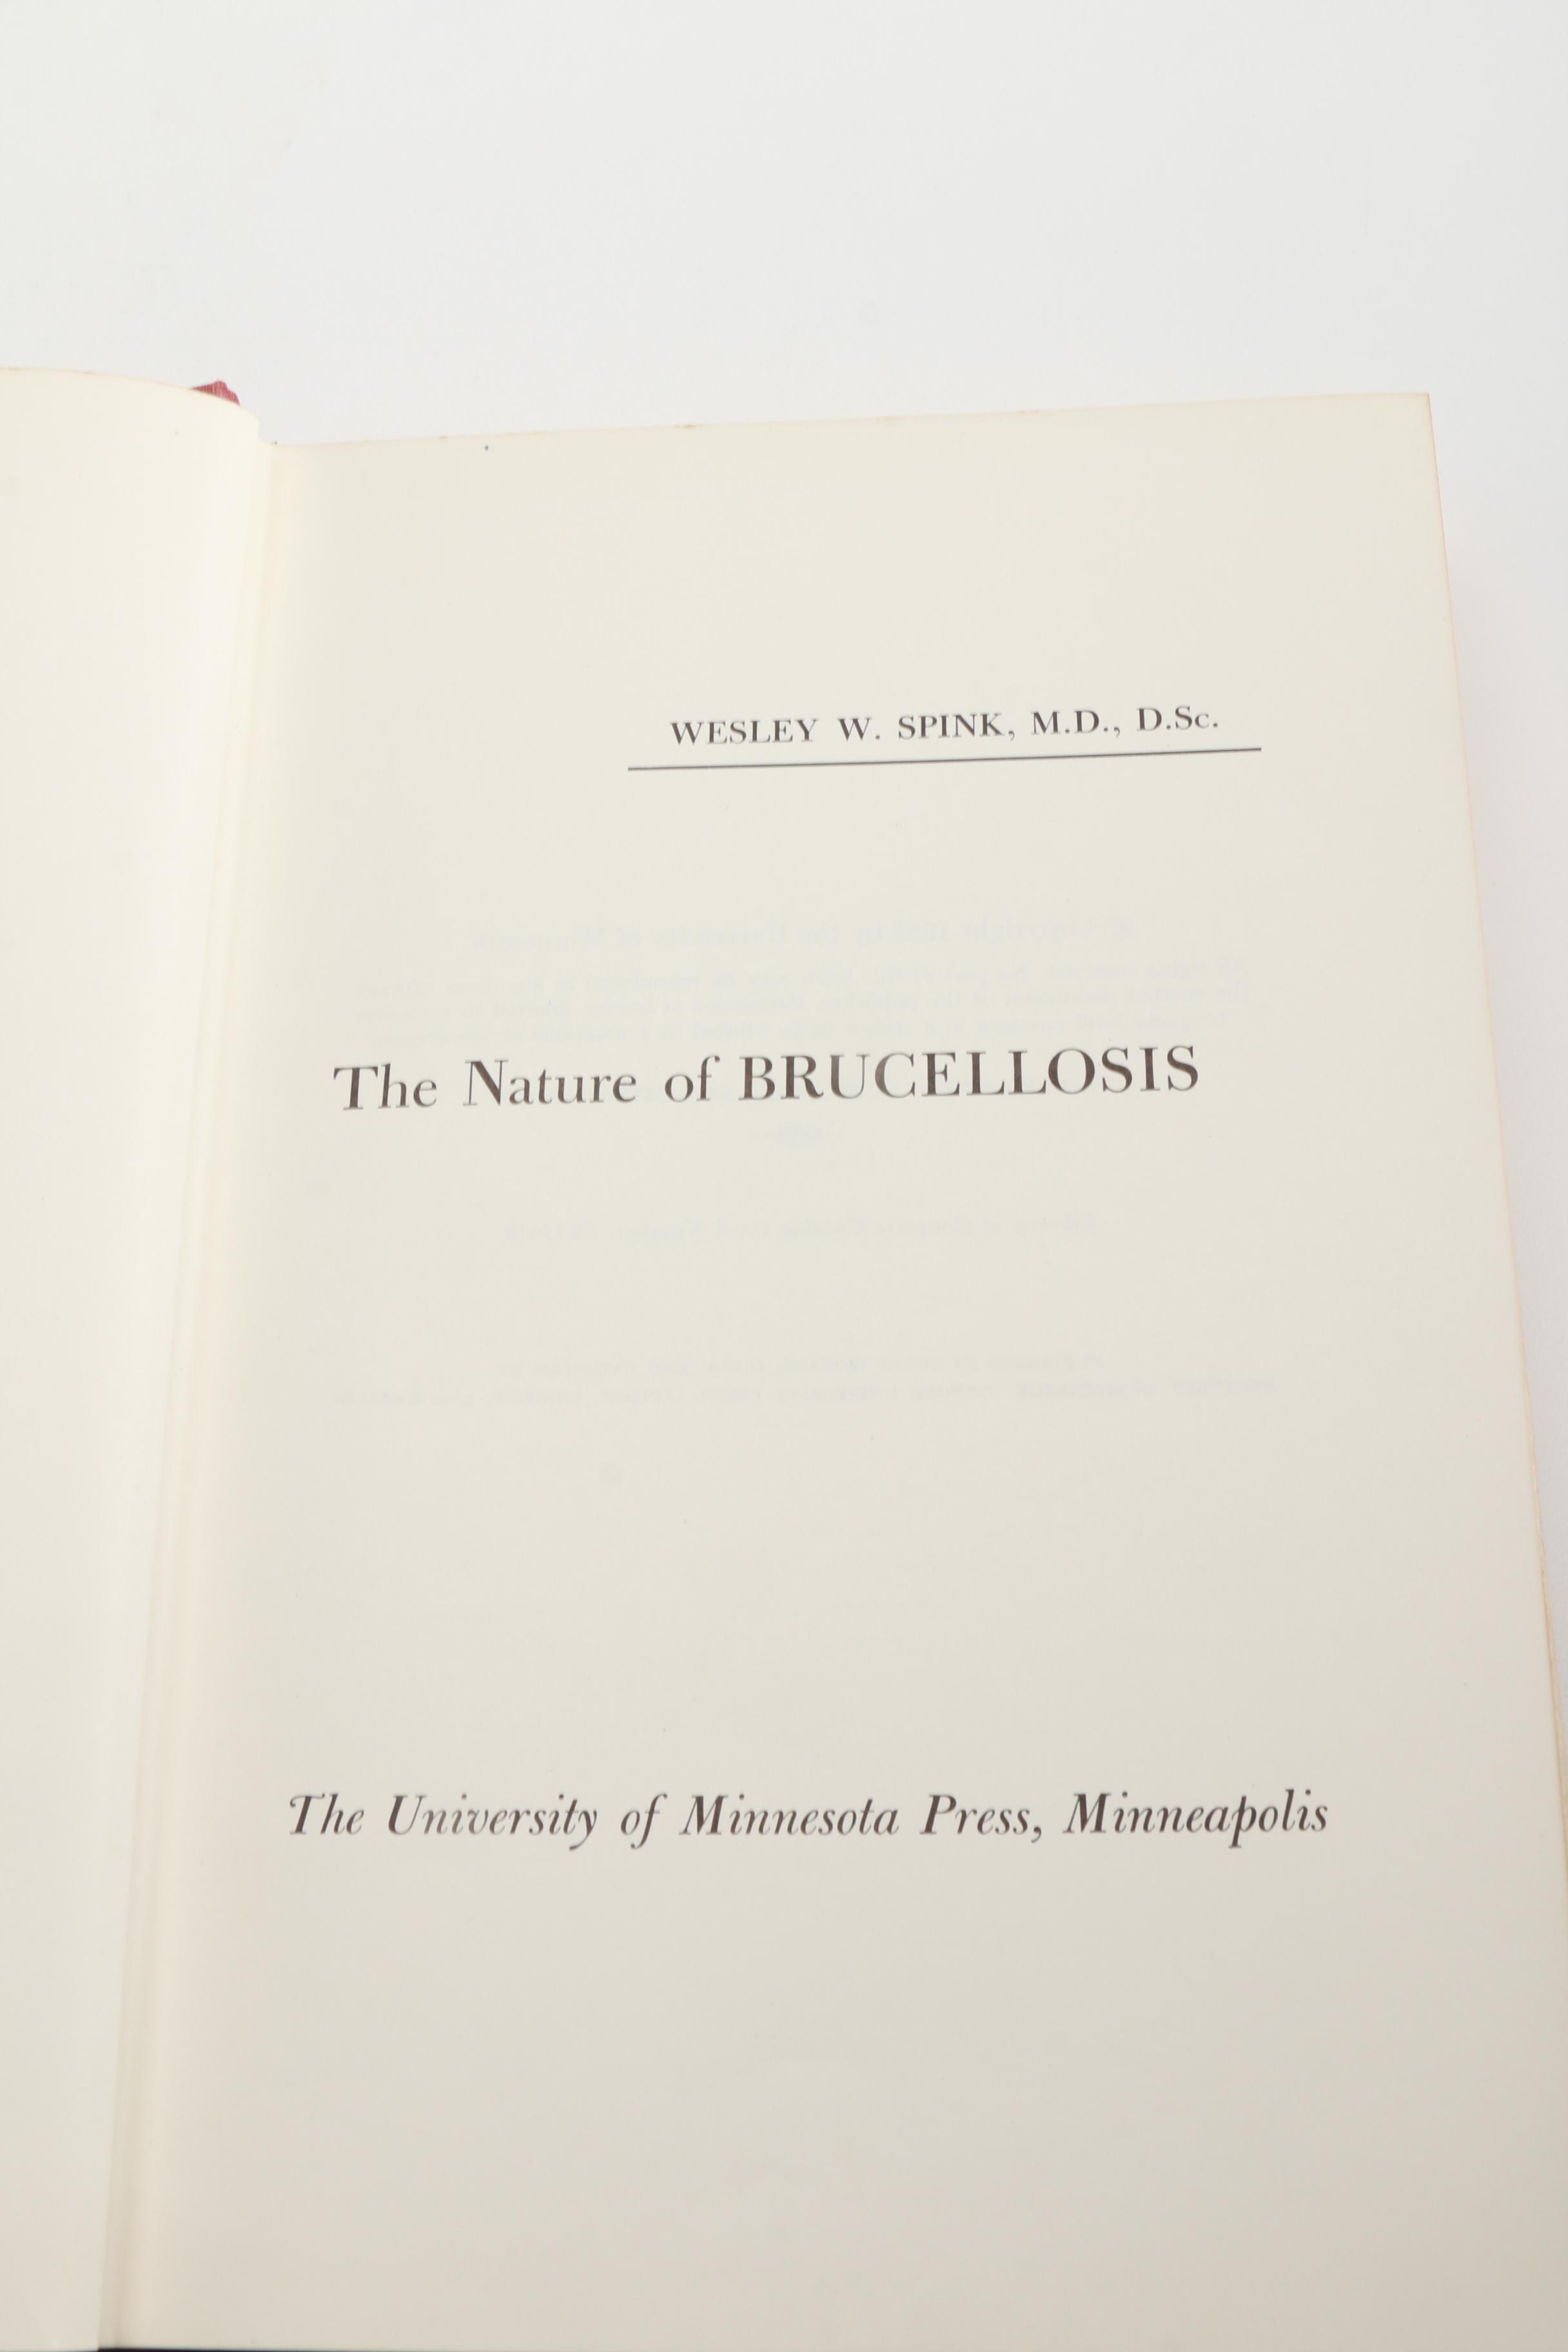 WESLEY W. SPINK, M.D., D.Sc.
The Nature of BRUCELLOSIS
The University of Minnesota Press, Minneapolis